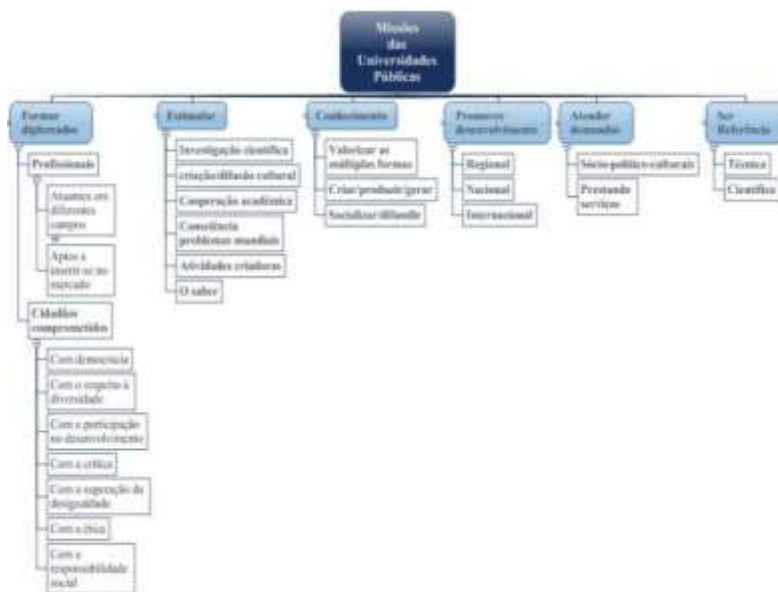 Missões
das
Universidades
Públicas
Formar
diplomados
Profissionais
Atuantes em
diferentes
campos
Aptos a
inserir-se no
mercado
Cidadãos
comprometidos
Com democracia
Com o respeito à
diversidade
Com a participação
no desenvolvimento
Com a crítica
Com a superação da
desigualdade
Com a ética
Com a
responsabilidade
social
Estimular
Investigação científica
criação/difusão cultural
Cooperação acadêmica
Consciência
problemas mundiais
Atividades criadoras
O saber
Conhecimento
Valorizar as
múltiplas formas
Criar/produzir/gerar
Socializar/difundir
Promover
desenvolvimento
Regional
Nacional
Internacional
Atender
demandas
Sócio-político-culturais
Prestando
serviços
Ser
Referência
Técnica
Científica